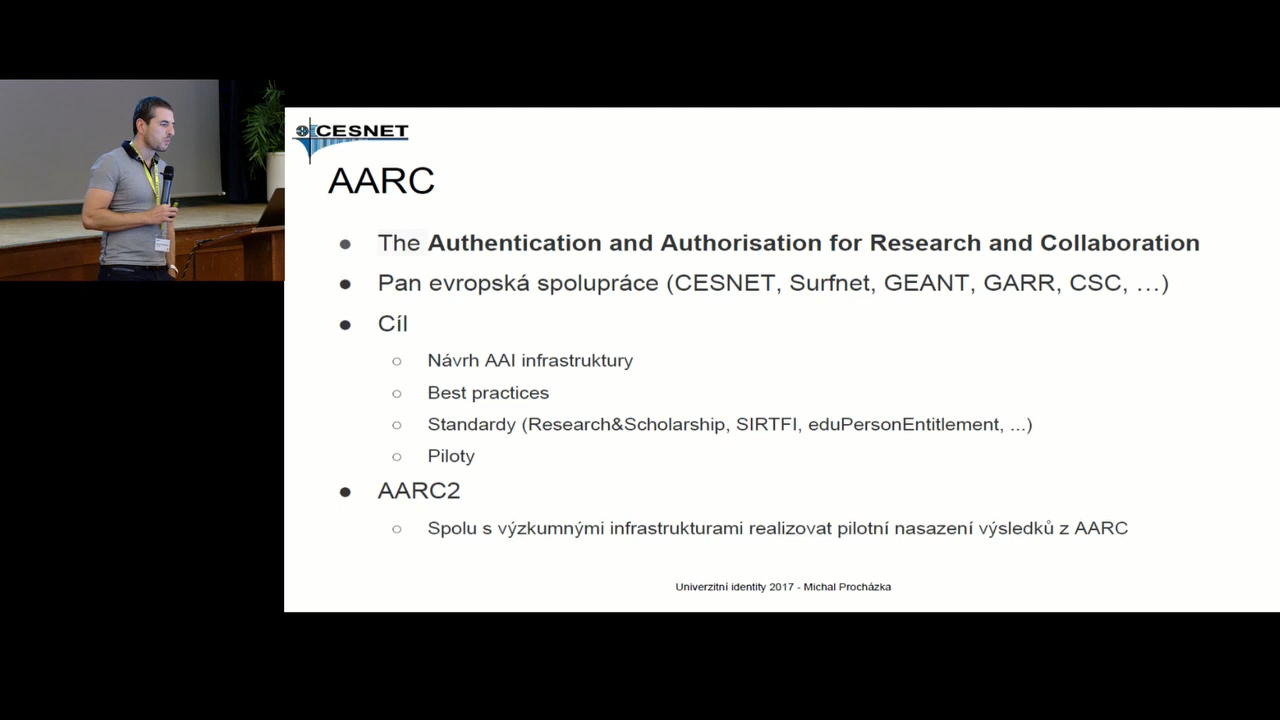 CESNET
AARC
● The Authentication and Authorisation for Research and Collaboration
● Pan evropská spolupráce (CESNET, Surfnet, GEANT, GARR, CSC, …)
● Cíl
○ Návrh AAI infrastruktury
○ Best practices
○ Standardy (Research&Scholarship, SIRTFI, eduPersonEntitlement, ...)
○ Piloty
● AARC2
○ Spolu s výzkumnými infrastrukturami realizovat pilotní nasazení výsledků z AARC
Univerzitní identity 2017 - Michal Procházka